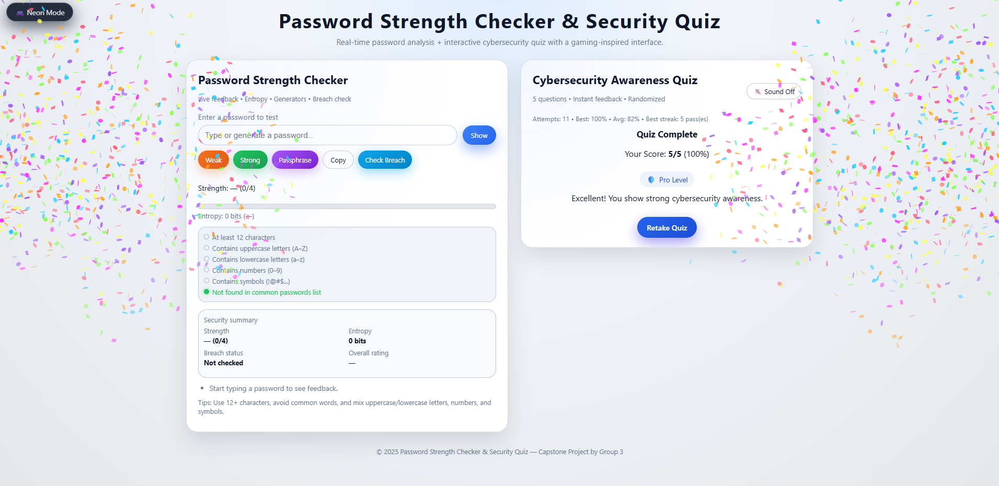 Neon Mode
Password Strength Checker & Security Quiz
Real-time password analysis + interactive cybersecurity quiz with a gaming-inspired interface.
Password Strength Checker
Live feedback • Entropy • Generators • Breach check
Enter a password to test
Type or generate a password...
Show
Weak
Strong
Passphrase
Copy
Check Breach
Strength: — (0/4)
Entropy: 0 bits (—)
At least 12 characters
Contains uppercase letters (A–Z)
Contains lowercase letters (a–z)
Contains numbers (0–9)
Contains symbols (!@#$...)
Not found in common passwords list
Security summary
Strength
— (0/4)
Entropy
0 bits
Breach status
Not checked
Overall rating
—
Start typing a password to see feedback.
Tips: Use 12+ characters, avoid common words, and mix uppercase/lowercase letters, numbers, and
symbols.
Cybersecurity Awareness Quiz
Sound Off
5 questions • Instant feedback • Randomized
Attempts: 11 • Best: 100% • Avg: 82% • Best streak: 5 pass(es)
Quiz Complete
Your Score: 5/5 (100%)
Pro Level
Excellent! You show strong cybersecurity awareness.
Retake Quiz
© 2025 Password Strength Checker & Security Quiz — Capstone Project by Group 3